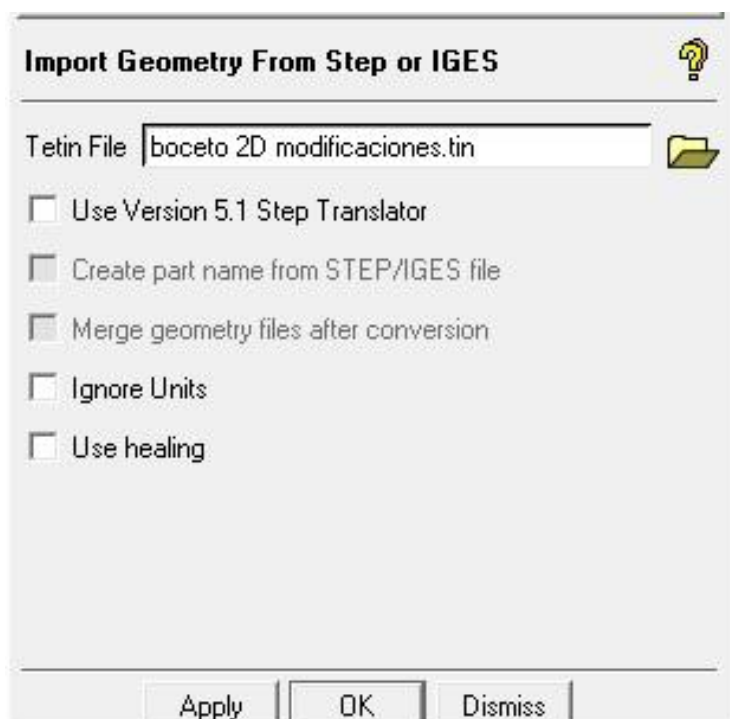 Import Geometry From Step or IGES
Tetin File boceto 2D modificaciones.tin
Use Version 5.1 Step Translator
Create part name from STEP/IGES file
Merge geometry files after conversion
Ignore Units
Use healing
Apply OK Dismiss